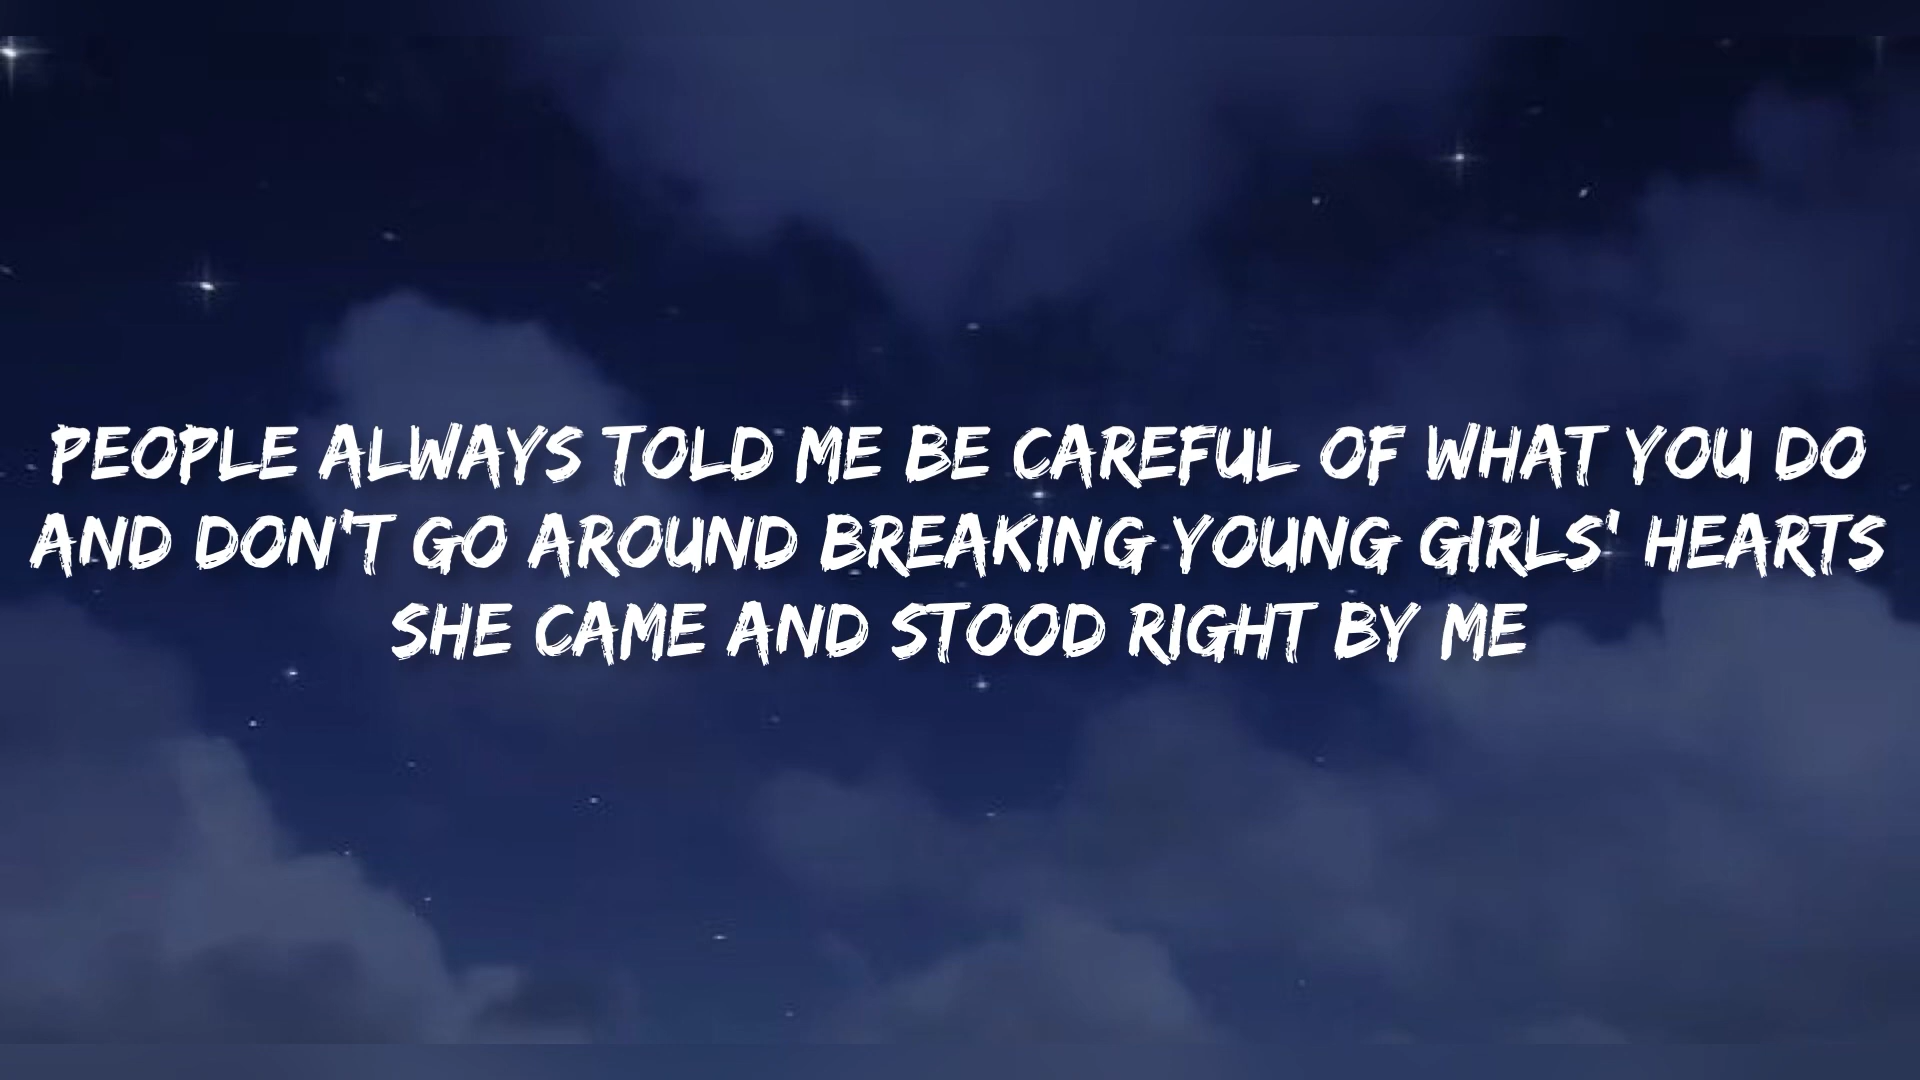 PEOPLE ALWAYS TOLD ME BE CAREFUL OF WHAT YOU DO
AND DON'T GO AROUND BREAKING YOUNG GIRLS' HEARTS
SHE CAME AND STOOD RIGHT BY ME